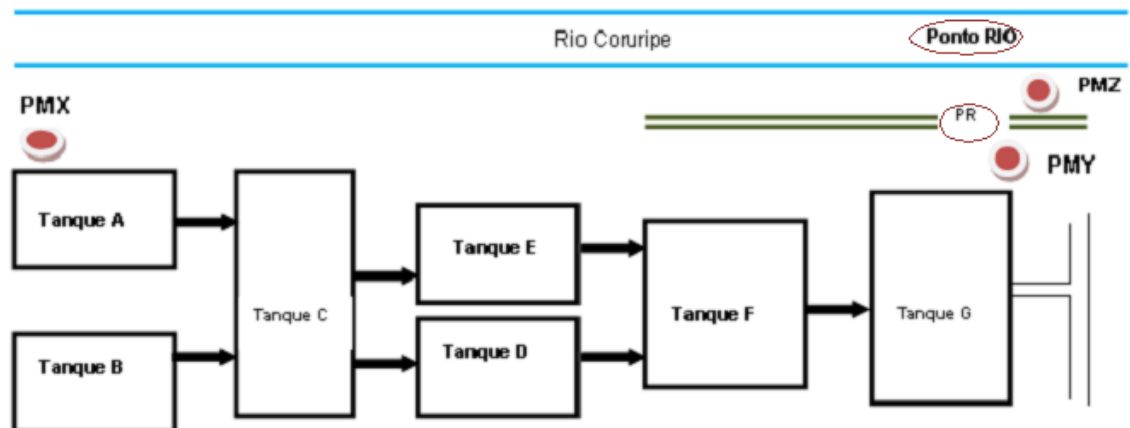 Rio Coruripe
Ponto RIO
PMZ
PMX
PR
PMY
Tanque A
Tanque E
Tanque C
Tanque F
Tanque G
Tanque D
Tanque B